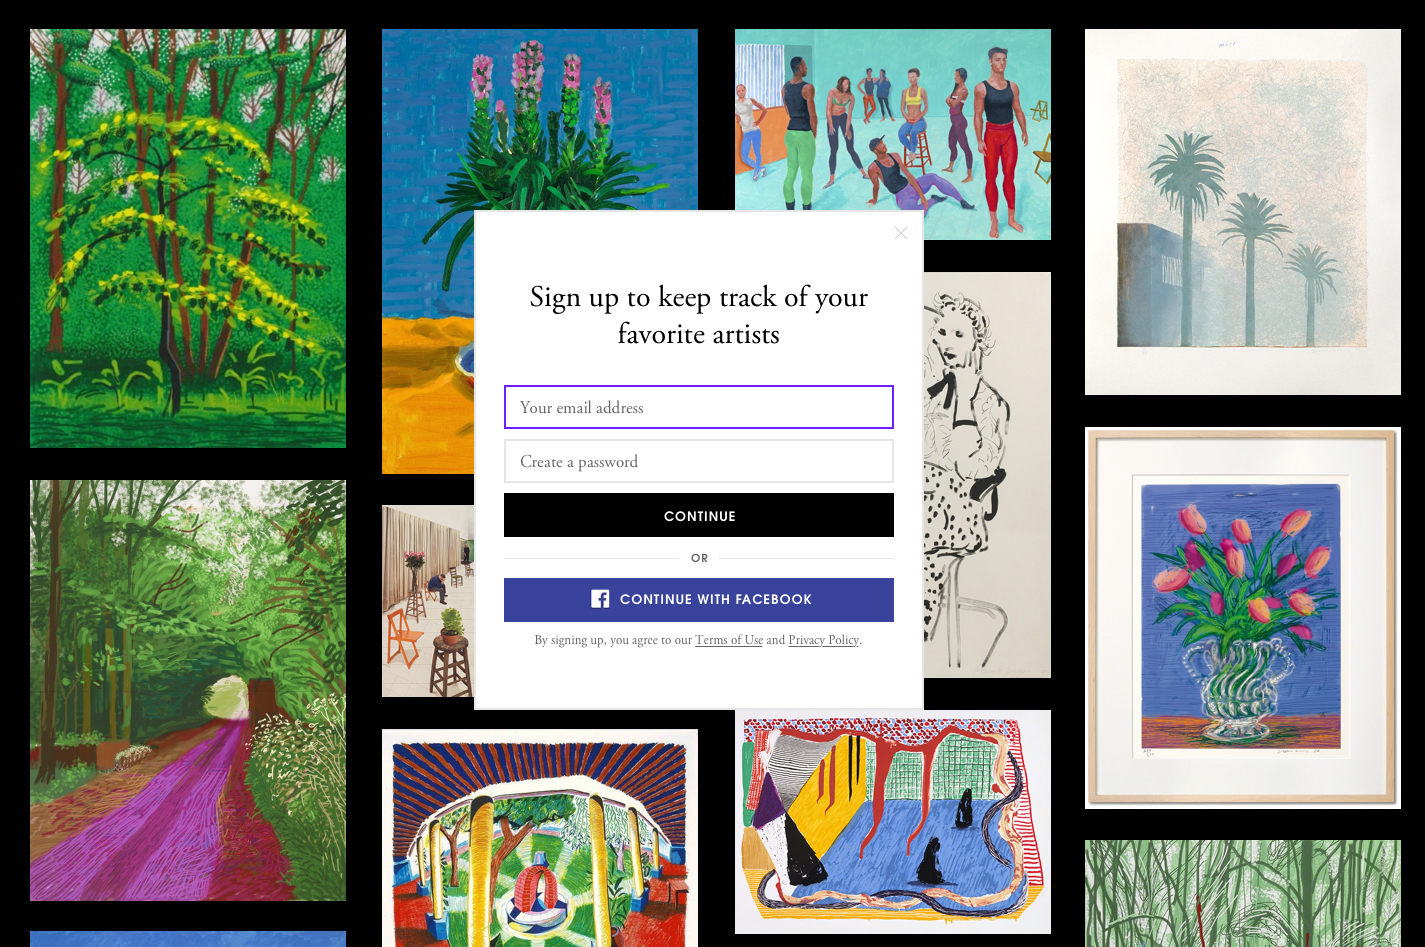 Sign up to keep track of your
favorite artists
Your email address
Create a password
CONTINUE
OR
CONTINUE WITH FACEBOOK
By signing up, you agree to our Terms of Use and Privacy Policy.